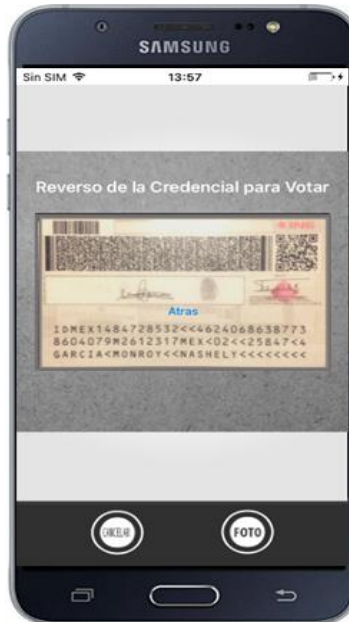 SAMSUNG
Sin SIM 13:57
Reverso de la Credencial para Votar
Atras
IDMEX1484728532<<4624068638773
8604079M2612317MEX<02<<25847<4
GARCIA<MONROY<<NASHELY<<<<<<<<
CANCELAR FOTO